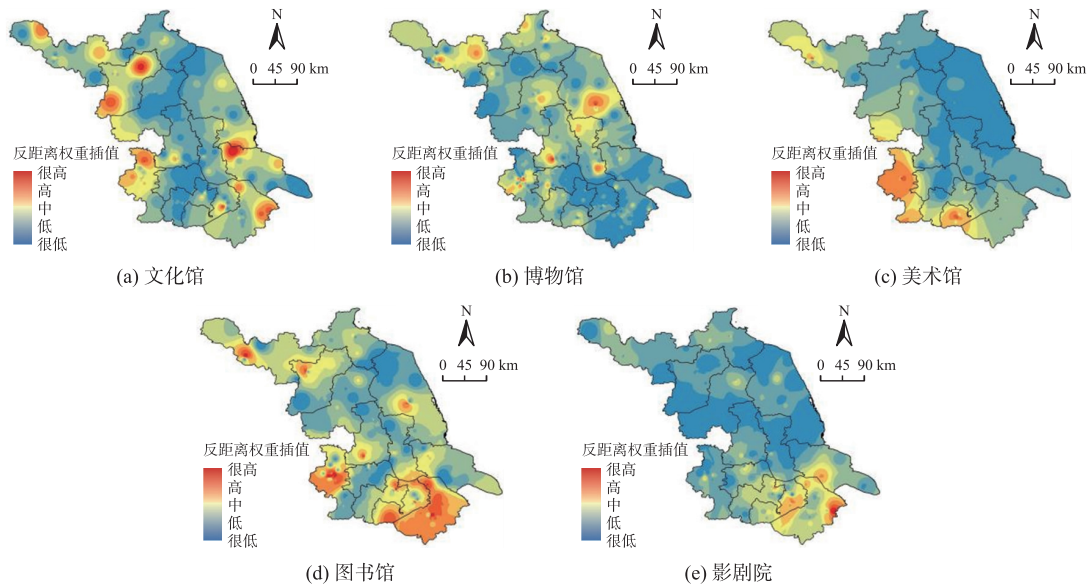 N
0 45 90 km
反距离权重插值
很高
高
中
低
很低
(a) 文化馆
N
0 45 90 km
反距离权重插值
很高
高
中
低
很低
(b) 博物馆
N
0 45 90 km
反距离权重插值
很高
高
中
低
很低
(c) 美术馆
N
0 45 90 km
反距离权重插值
很高
高
中
低
很低
(d) 图书馆
N
0 45 90 km
反距离权重插值
很高
高
中
低
很低
(e) 影剧院